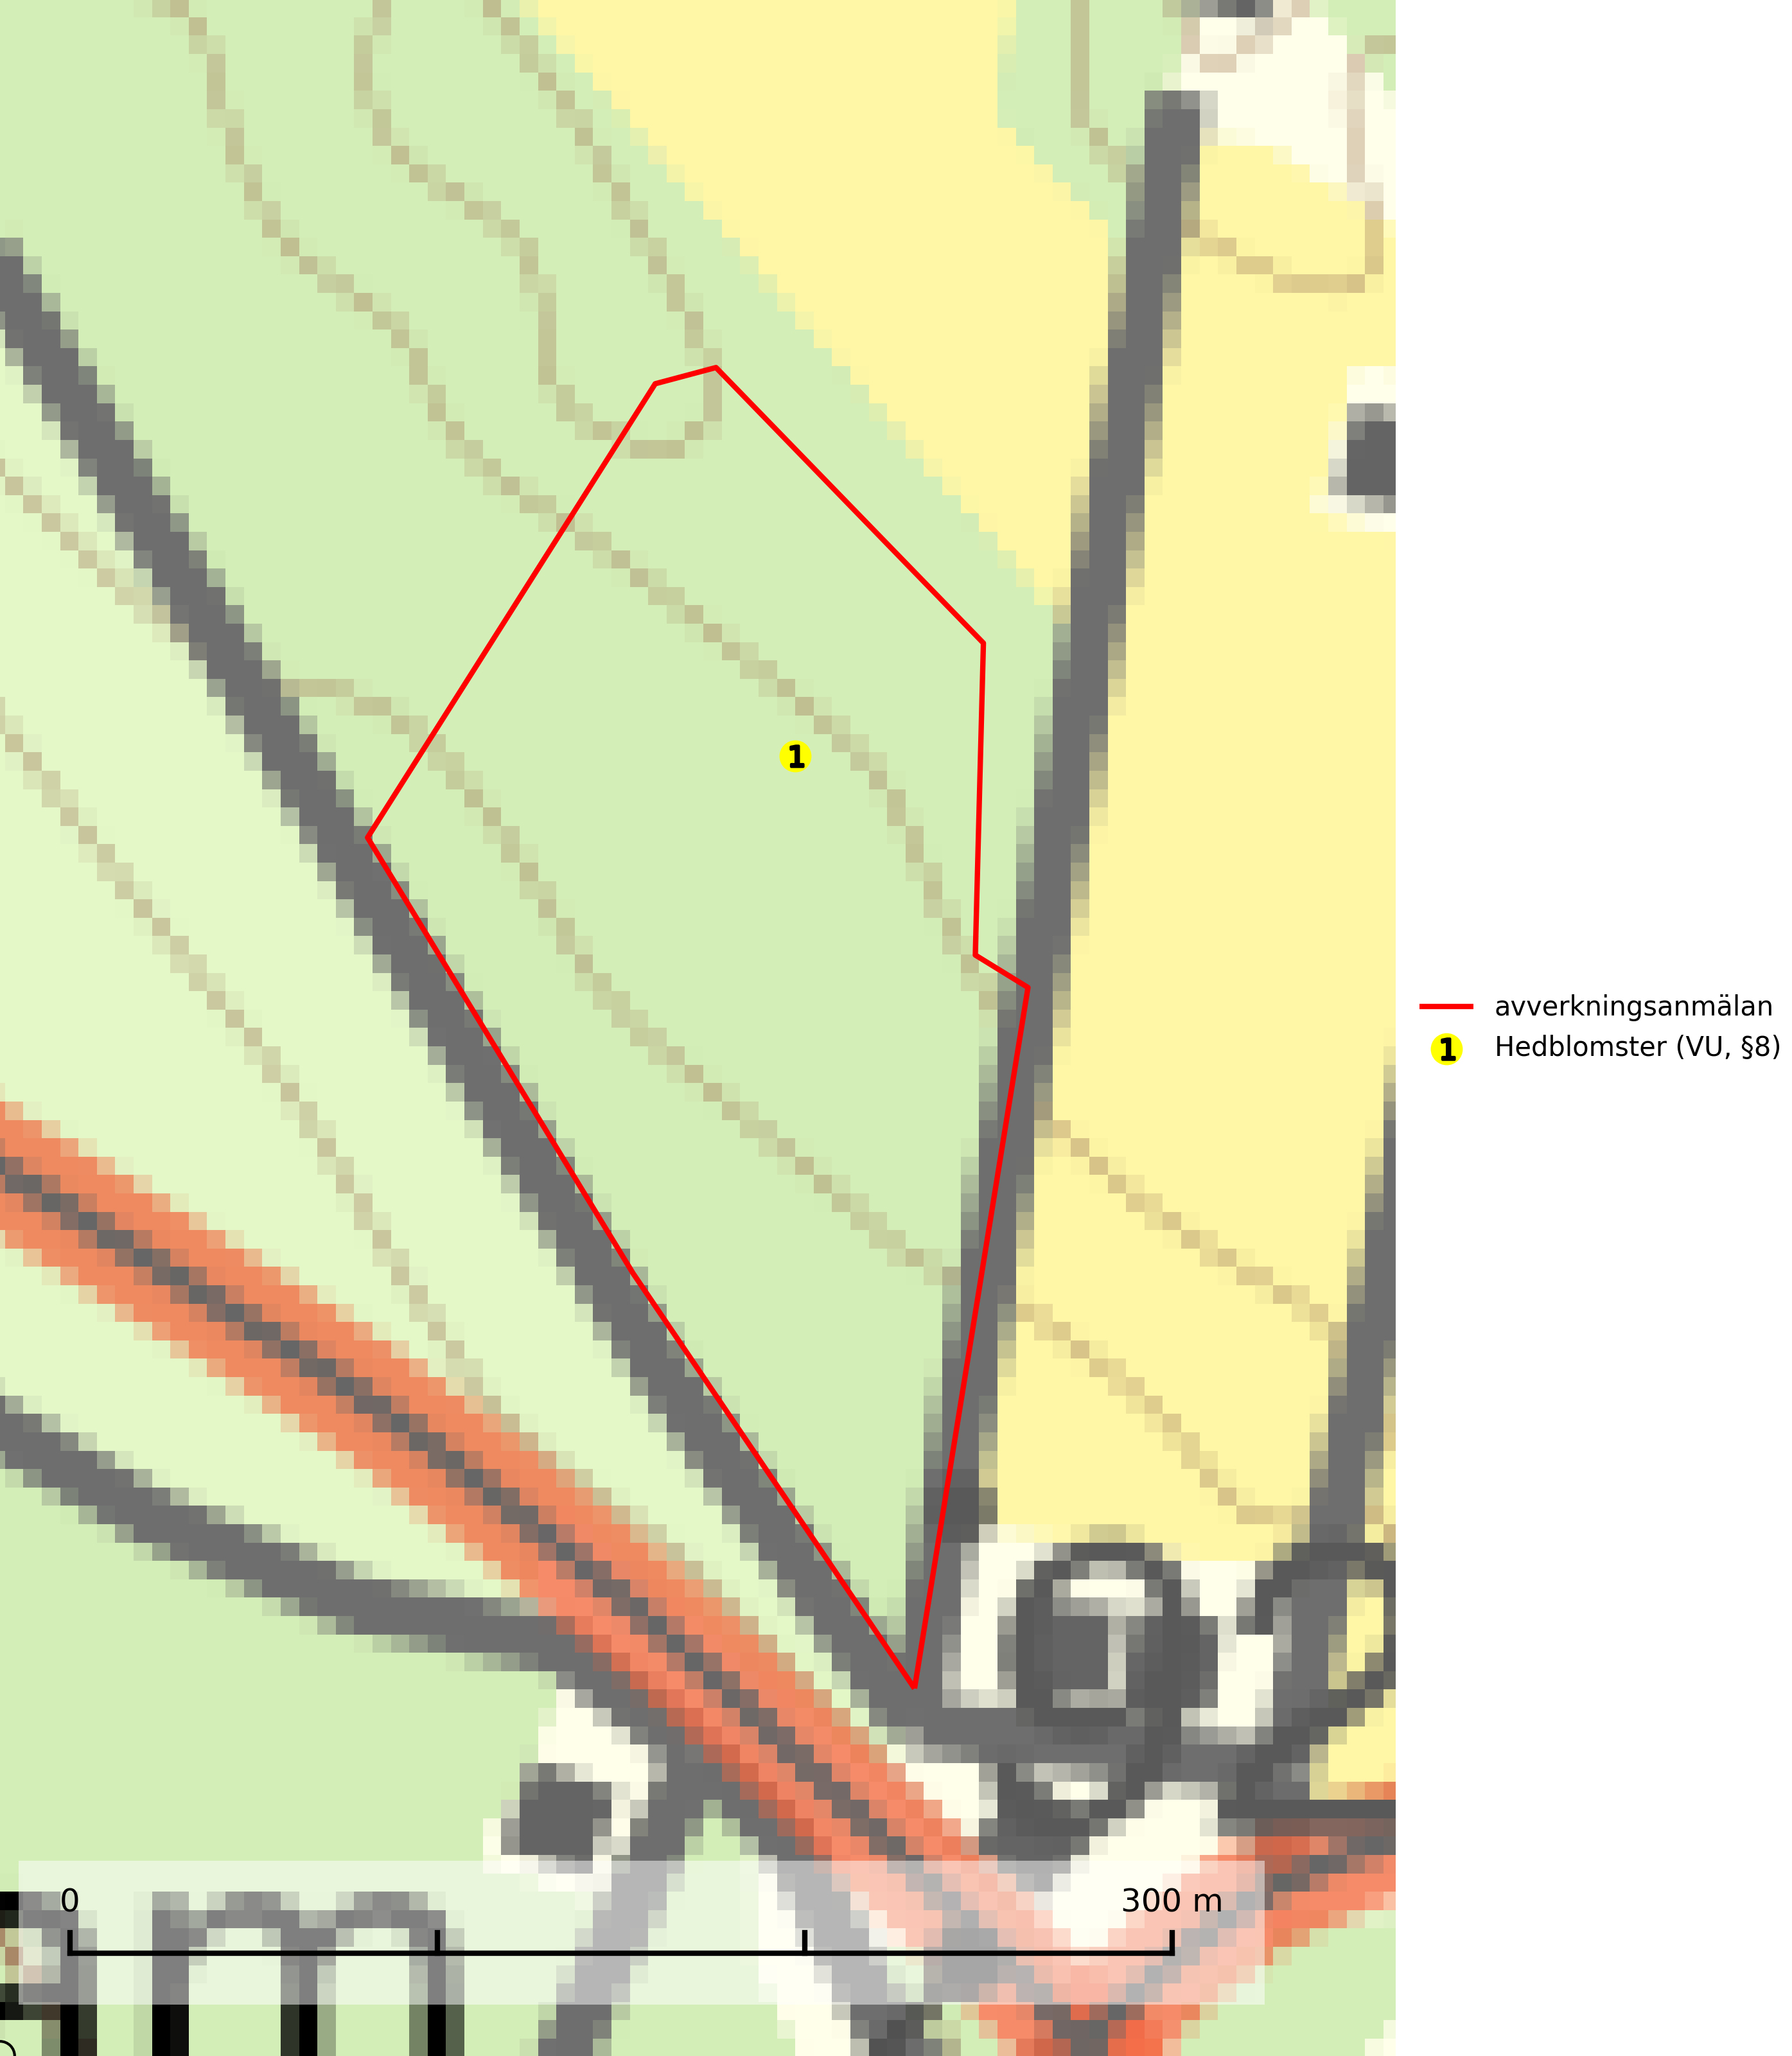 1
avverkningsanmälan
1 Hedblomster (VU, §8)
0 300 m
m